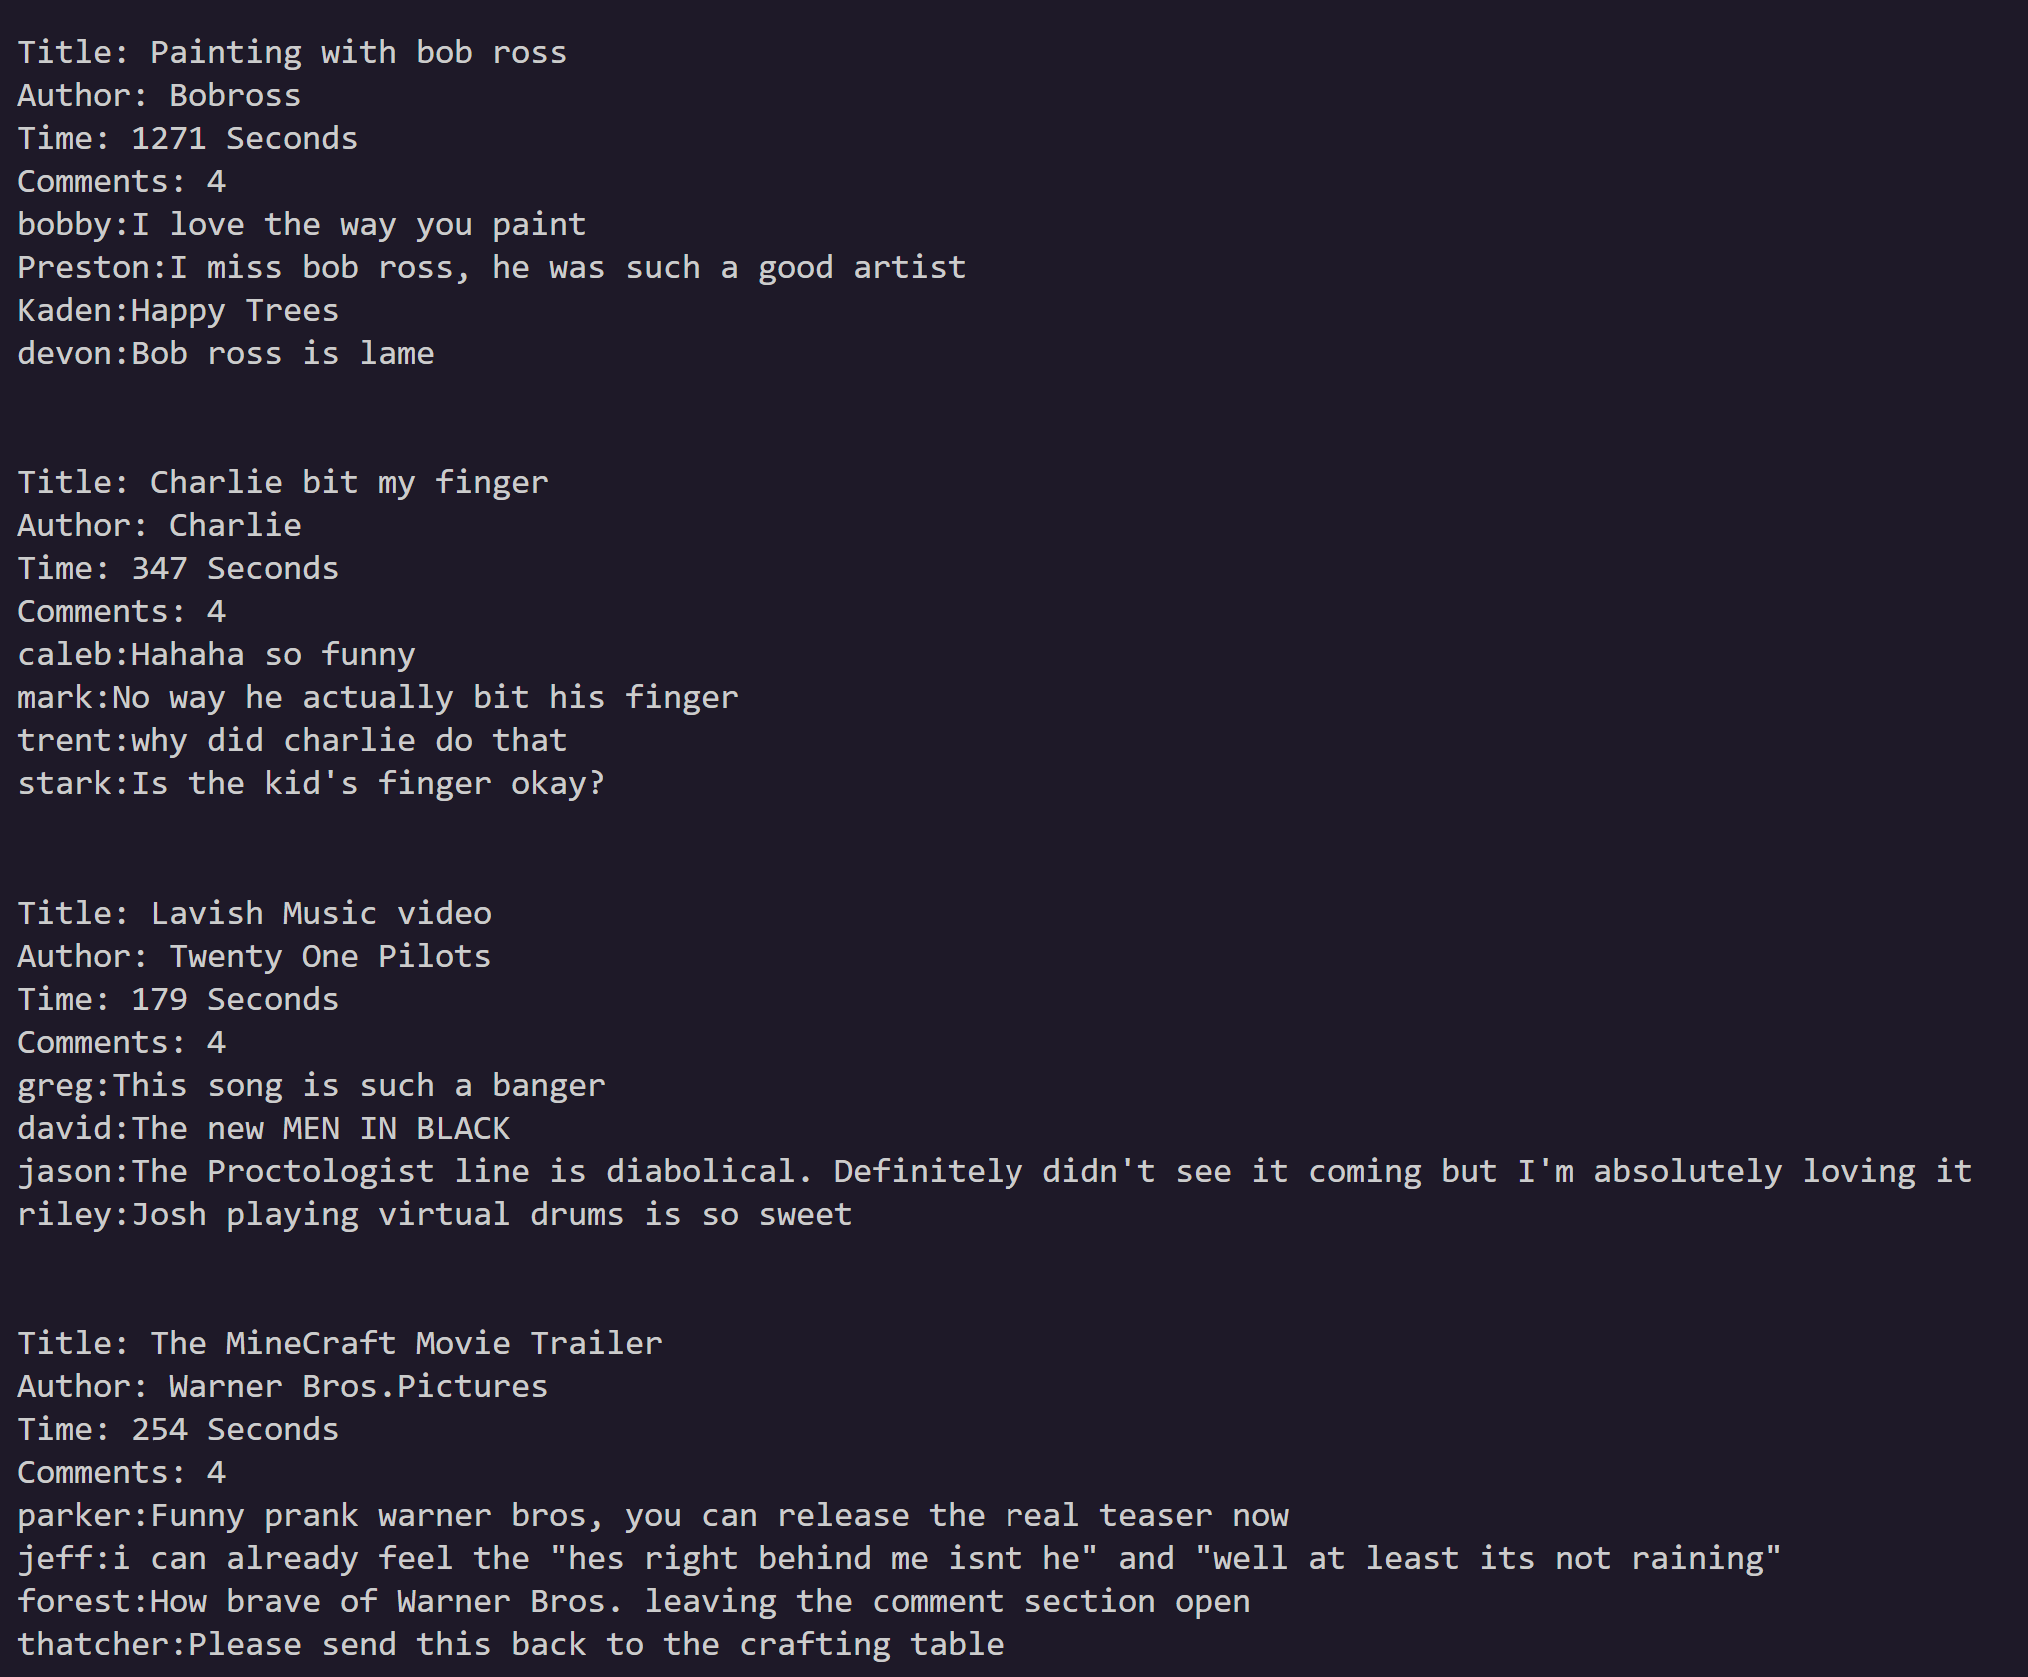 Title: Painting with bob ross
Author: Bobross
Time: 1271 Seconds
Comments: 4
bobby:I love the way you paint
Preston:I miss bob ross, he was such a good artist
Kaden:Happy Trees
devon:Bob ross is lame
Title: Charlie bit my finger
Author: Charlie
Time: 347 Seconds
Comments: 4
caleb:Hahaha so funny
mark:No way he actually bit his finger
trent:why did charlie do that
stark:Is the kid's finger okay?
Title: Lavish Music video
Author: Twenty One Pilots
Time: 179 Seconds
Comments: 4
greg:This song is such a banger
david:The new MEN IN BLACK
jason:The Proctologist line is diabolical. Definitely didn't see it coming but I'm absolutely loving it
riley:Josh playing virtual drums is so sweet
Title: The MineCraft Movie Trailer
Author: Warner Bros.Pictures
Time: 254 Seconds
Comments: 4
parker:Funny prank warner bros, you can release the real teaser now
jeff:i can already feel the "hes right behind me isnt he" and "well at least its not raining"
forest:How brave of Warner Bros. leaving the comment section open
thatcher:Please send this back to the crafting table